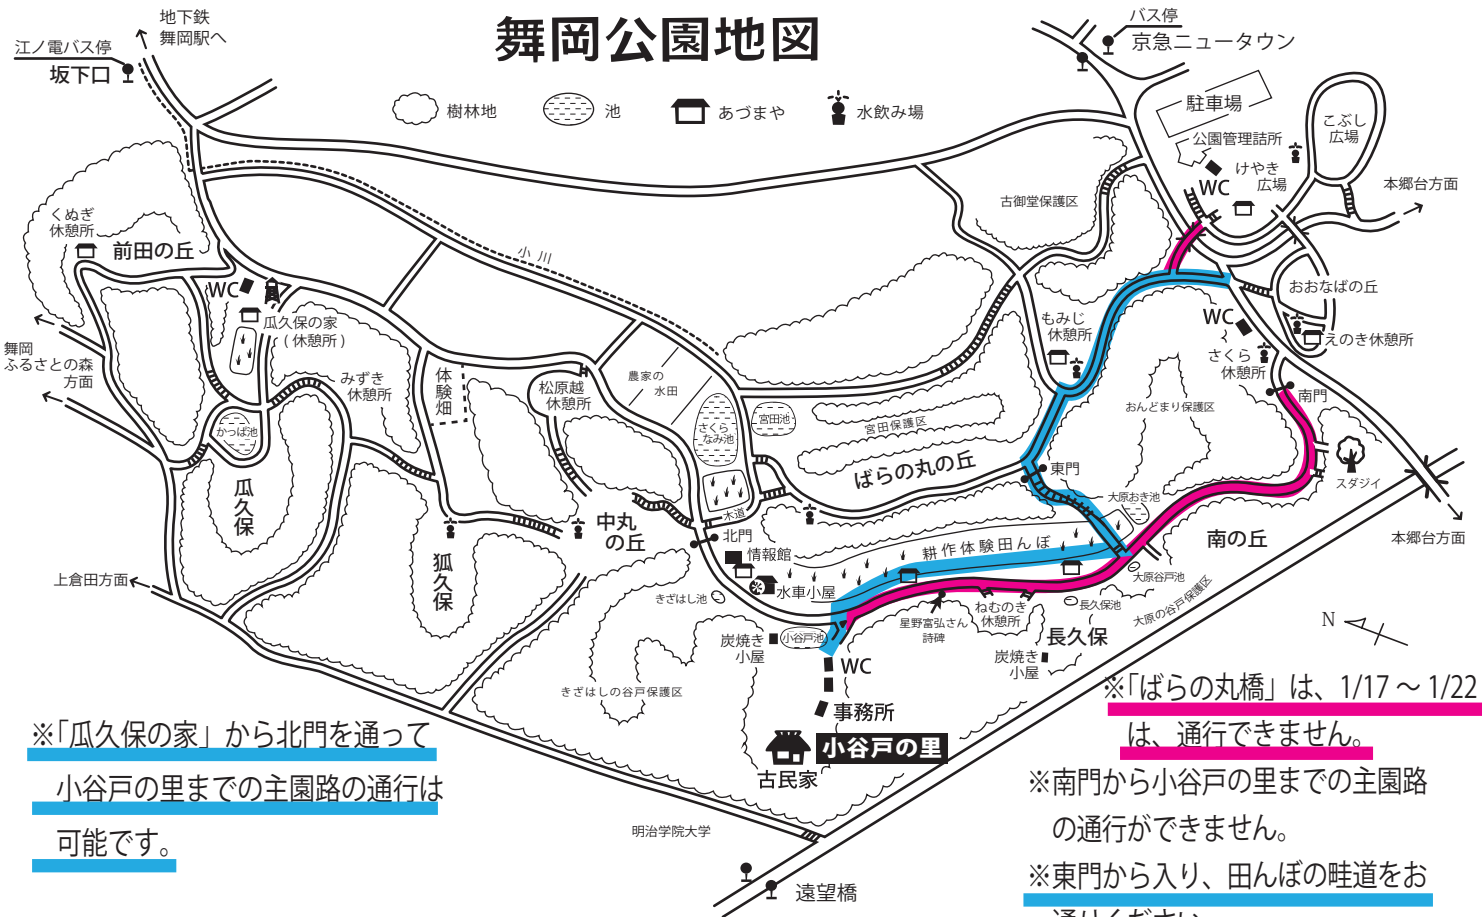 舞岡公園地図
地下鉄
舞岡駅へ
江ノ電バス停
坂下口
バス停
京急ニュータウン
樹林地
池
あづまや
水飲み場
駐車場
公園管理詰所
こぶし
広場
WC
けやき
広場
本郷台方面
古御堂保護区
くぬぎ
休憩所
前田の丘
小川
WC
瓜久保の家
(休憩所)
おおなばの丘
WC
えのき休憩所
もみじ
休憩所
さくら
休憩所
舞岡
ふるさとの森
方面
みずき
休憩所
体験畑
松原越
休憩所
農家の
水田
南門
おんどまり保護区
かっぱ池
さくら
なみ池
宮田池
宮田保護区
ばらの丸の丘
東門
スダジイ
瓜久保
大原おき池
木道
中丸
の丘
北門
情報館
耕作体験田んぼ
南の丘
本郷台方面
上倉田方面
狐久保
水車小屋
きざはし池
大原谷戸池
大原の谷戸保護区
長久保池
ねむのき
休憩所
星野富弘さん
詩碑
小谷戸池
炭焼き
小屋
長久保
炭焼き
小屋
N
WC
きざはしの谷戸保護区
事務所
小谷戸の里
古民家
明治学院大学
遠望橋
※「瓜久保の家」から北門を通って
小谷戸の里までの主園路の通行は
可能です。
※「ばらの丸橋」は、1/17～1/22
は、通行できません。
※南門から小谷戸の里までの主園路
の通行ができません。
※東門から入り、田んぼの畦道をお
通りください